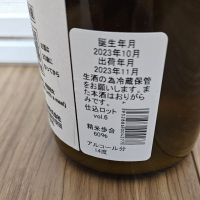 誕生年月
2023年10月
出荷年月
2023年11月
生酒の為冷蔵保管
をお願いします。ま
た本酒はおりがら
みです。
仕込ロット
vol.6
精米歩合
60%
アルコール分
14度